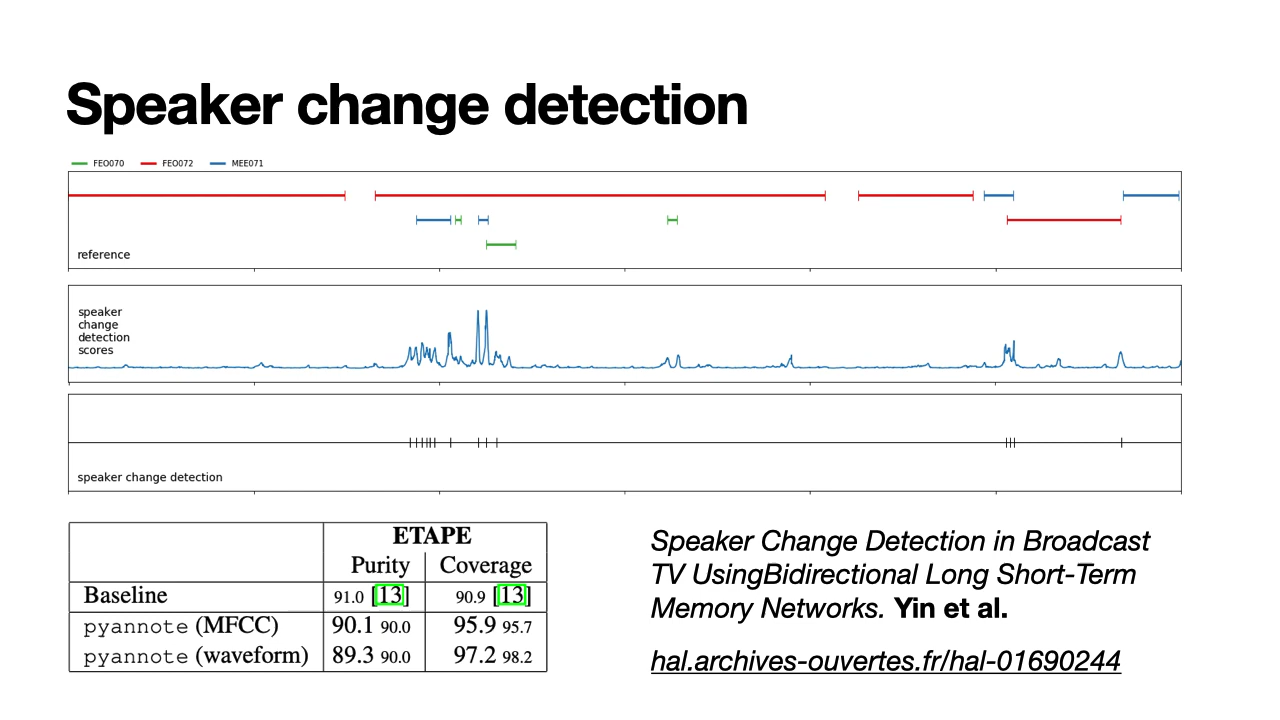 Speaker change detection
FEO070 FEO072 MEE071
reference
speaker
change
detection
scores
speaker change detection
ETAPE
Purity Coverage
Baseline 91.0 [13] 90.9 [13]
pyannote (MFCC) 90.1 90.0 95.9 95.7
pyannote (waveform) 89.3 90.0 97.2 98.2
Speaker Change Detection in Broadcast
TV UsingBidirectional Long Short-Term
Memory Networks. Yin et al.
hal.archives-ouvertes.fr/hal-01690244